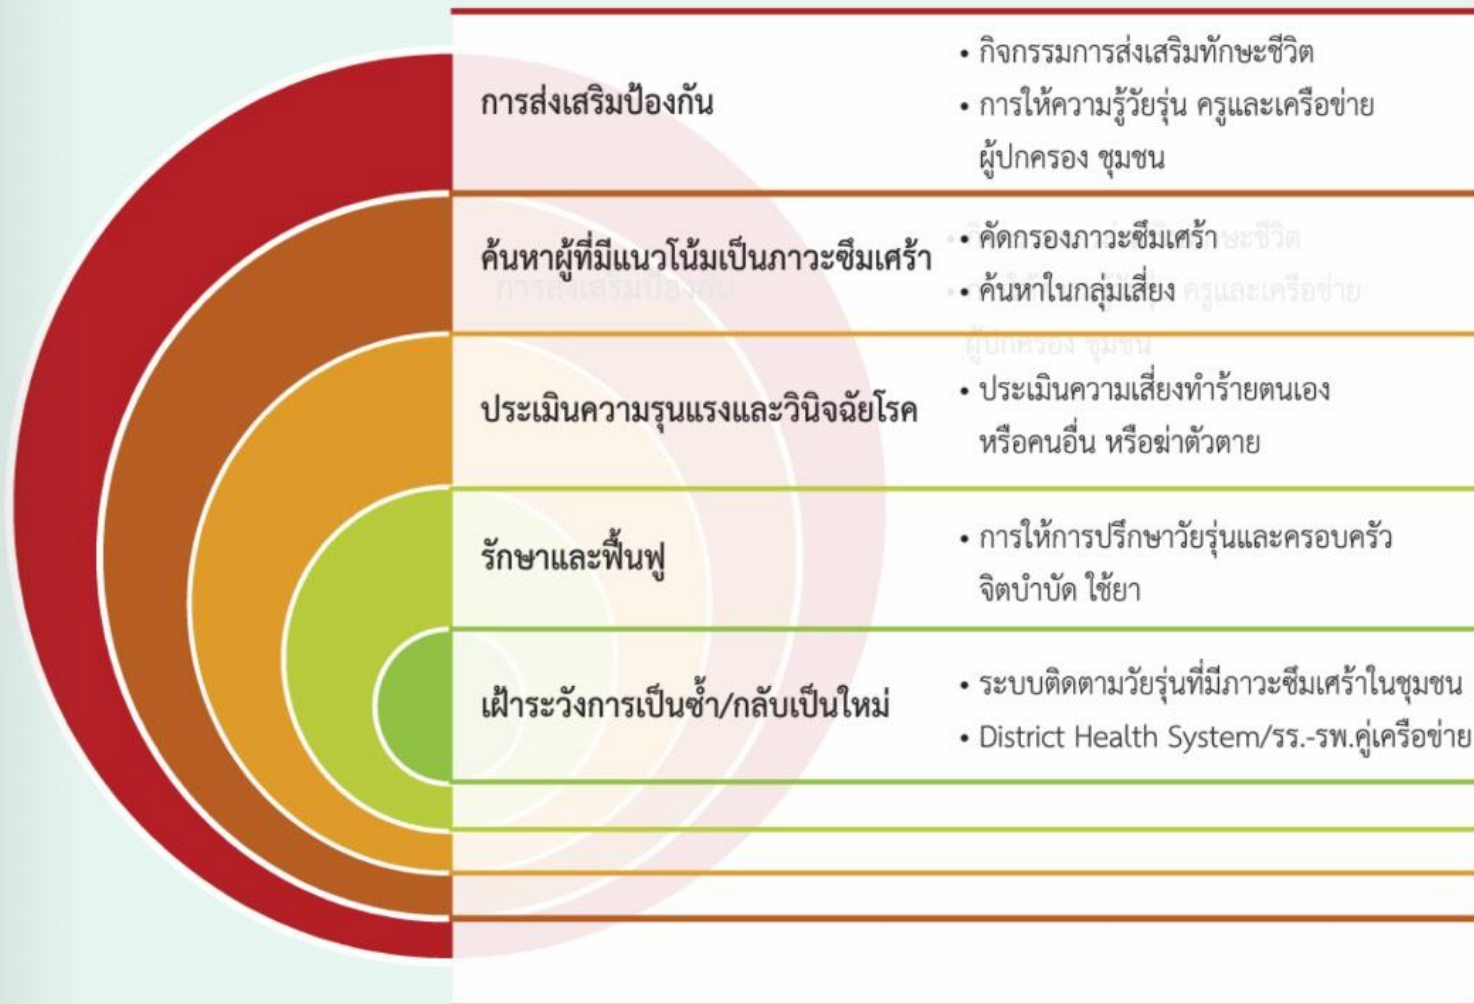 การส่งเสริมป้องกัน
• กิจกรรมการส่งเสริมทักษะชีวิต
• การให้ความรู้วัยรุ่น ครูและเครือข่าย
ผู้ปกครอง ชุมชน
ค้นหาผู้ที่มีแนวโน้มเป็นภาวะซึมเศร้า
• คัดกรองภาวะซึมเศร้า
• ค้นหาในกลุ่มเสี่ยง
ประเมินความรุนแรงและวินิจฉัยโรค
• ประเมินความเสี่ยงทำร้ายตนเอง
หรือคนอื่น หรือฆ่าตัวตาย
รักษาและฟื้นฟู
• การให้การปรึกษาวัยรุ่นและครอบครัว
จิตบำบัด ใช้ยา
เฝ้าระวังการเป็นซ้ำ/กลับเป็นใหม่
• ระบบติดตามวัยรุ่นที่มีภาวะซึมเศร้าในชุมชน
• District Health System/รร.-รพ.คู่เครือข่าย